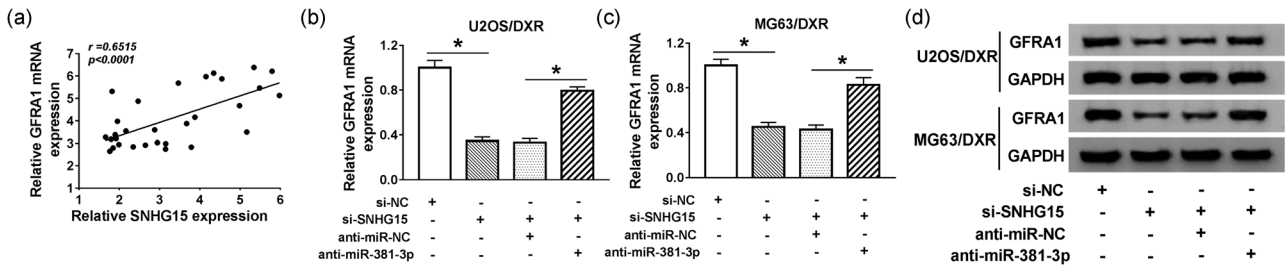 (a)
r =0.6515
p<0.0001
Relative GFRA1 mRNA
expression
7
6
5
4
3
2
1
1 2 3 4 5 6
Relative SNHG15 expression
(b)
U2OS/DXR
Relative GFRA1 mRNA
expression
1.2
0.8
0.4
0.0
* *
si-NC + - - -
si-SNHG15 - + + +
anti-miR-NC - - + -
anti-miR-381-3p - - - +
(c)
MG63/DXR
Relative GFRA1 mRNA
expression
1.2
0.8
0.4
0.0
* *
si-NC + - - -
si-SNHG15 - + + +
anti-miR-NC - - + -
anti-miR-381-3p - - - +
(d)
U2OS/DXR
GFRA1
GAPDH
MG63/DXR
GFRA1
GAPDH
si-NC + - - -
si-SNHG15 - + + +
anti-miR-NC - - + -
anti-miR-381-3p - - - +